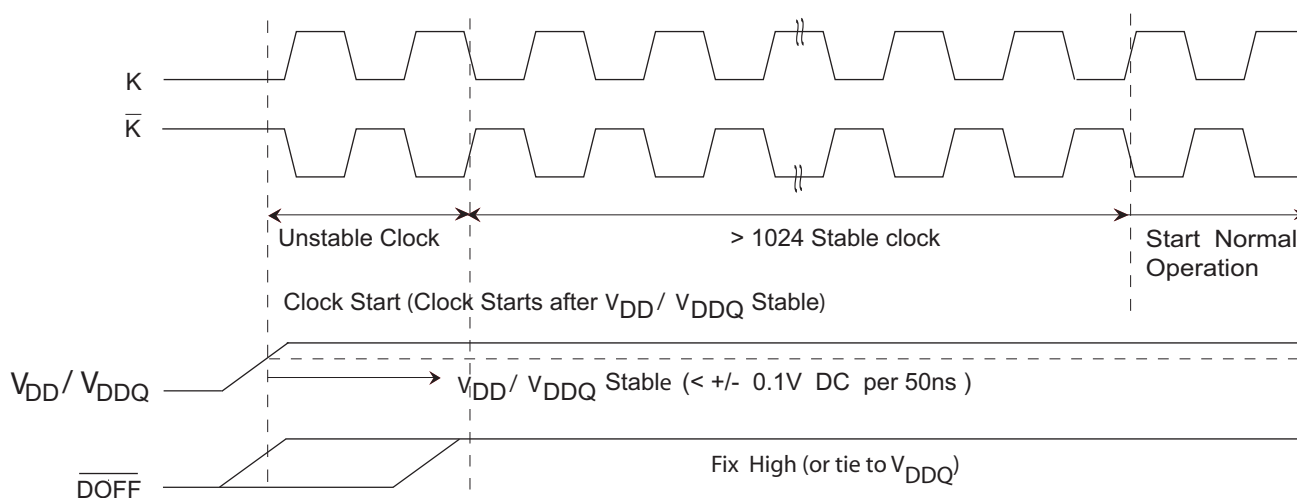 K
K̅
Unstable Clock
> 1024 Stable clock
Start Normal
Operation
Clock Start (Clock Starts after VDD / VDDQ Stable)
VDD / VDDQ
VDD / VDDQ Stable (< +/- 0.1V DC per 50ns )
DOFF
Fix High (or tie to VDDQ)